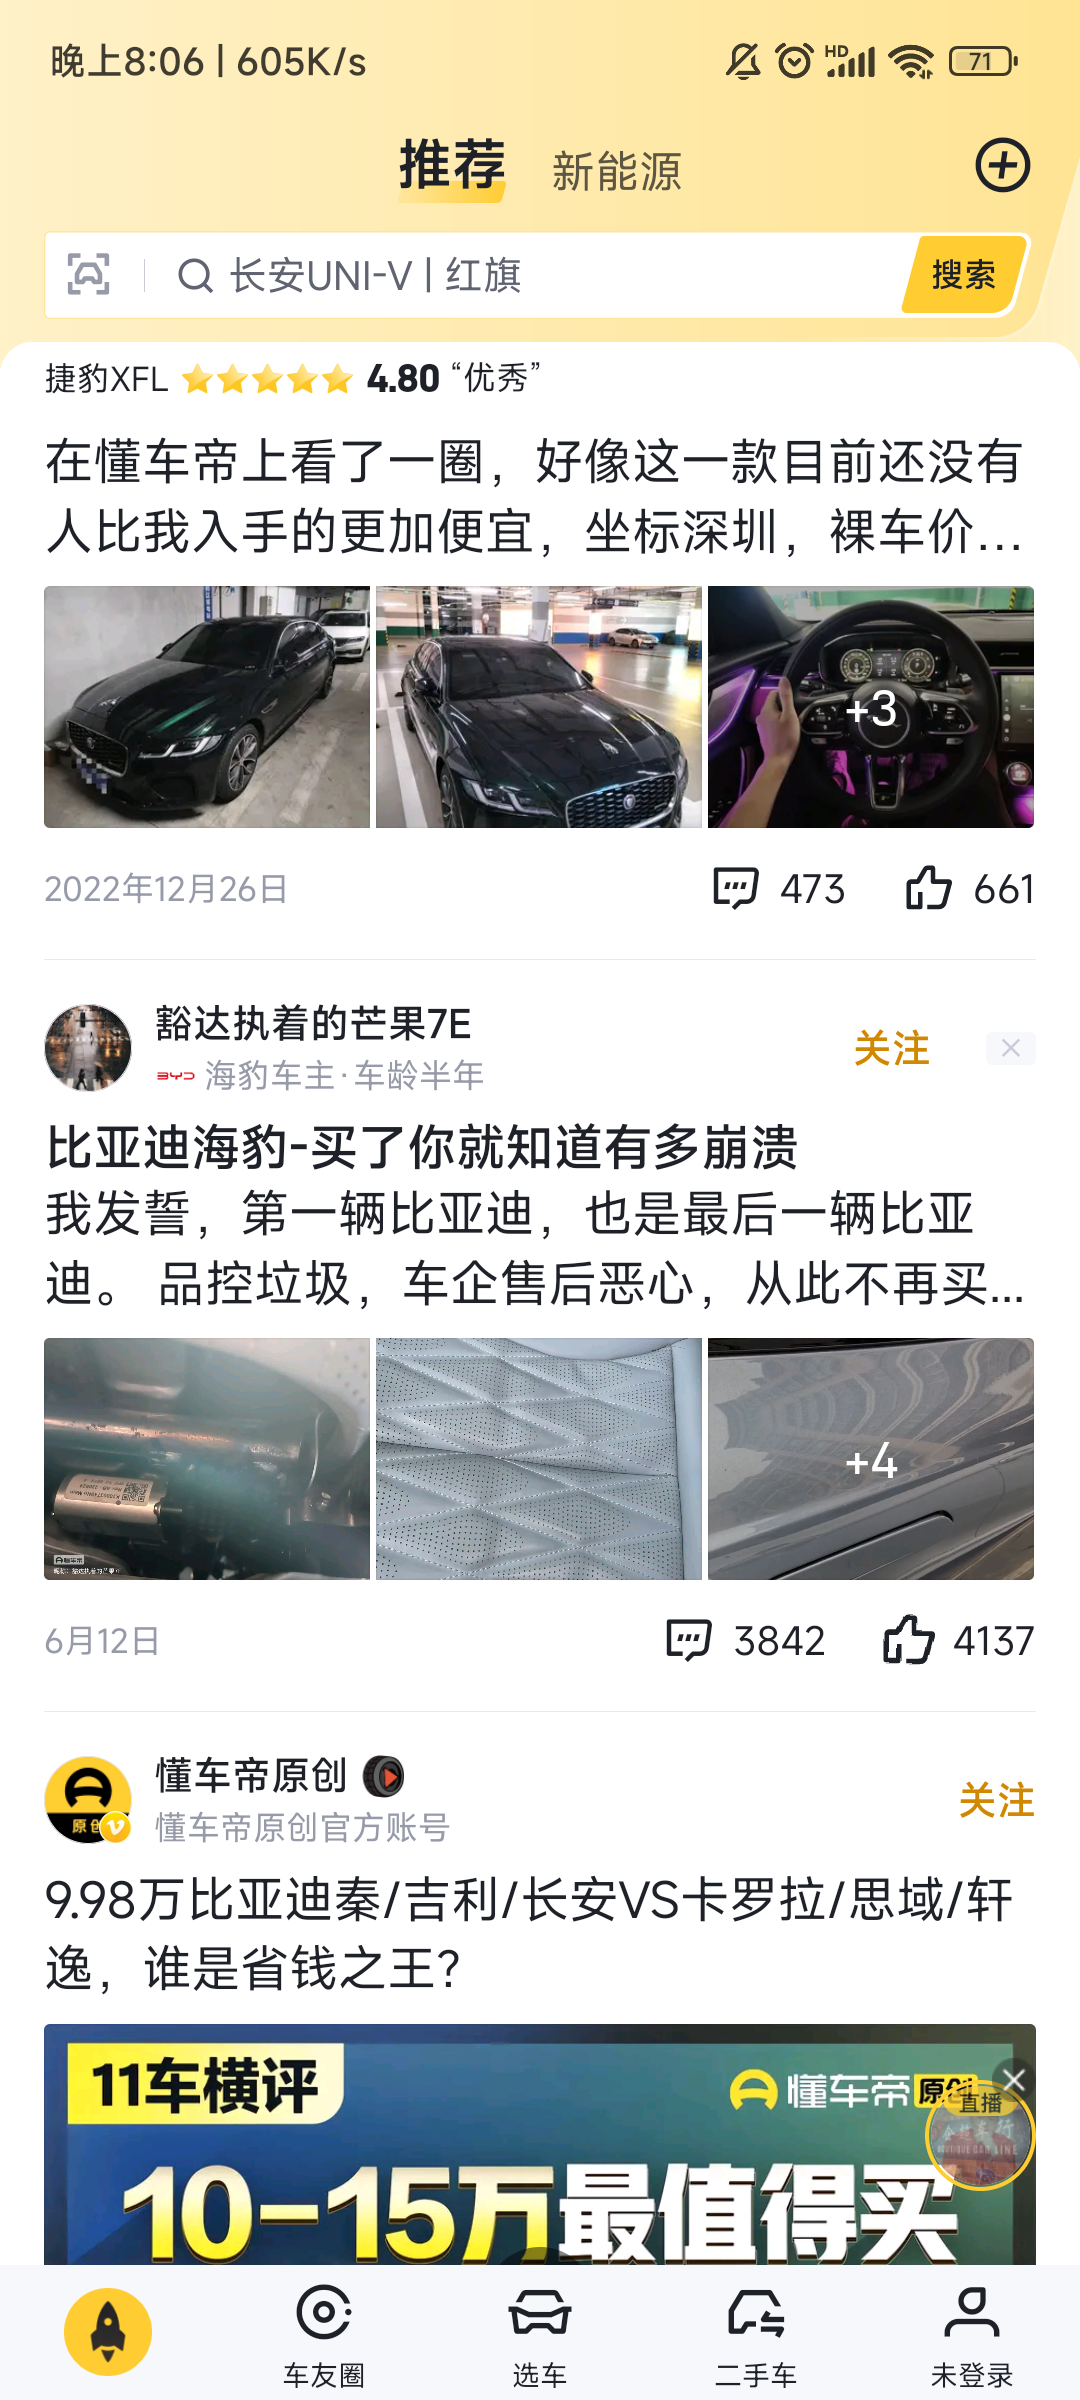 晚上8:06 | 605K/s
HD
71
推荐
新能源
长安UNI-V | 红旗
搜索
捷豹XFL
4.80
“优秀”
在懂车帝上看了一圈，好像这一款目前还没有
人比我入手的更加便宜，坐标深圳，裸车价...
+3
2022年12月26日
473
661
豁达执着的芒果7E
关注
BYD
海豹车主·车龄半年
比亚迪海豹-买了你就知道有多崩溃
我发誓，第一辆比亚迪，也是最后一辆比亚
迪。 品控垃圾，车企售后恶心，从此不再买...
+4
6月12日
3842
4137
懂车帝原创
关注
原创
懂车帝原创官方账号
9.98万比亚迪秦/吉利/长安VS卡罗拉/思域/轩
逸，谁是省钱之王？
11车横评
懂车帝
原创
直播
10-15万最值得买
车友圈
选车
二手车
未登录